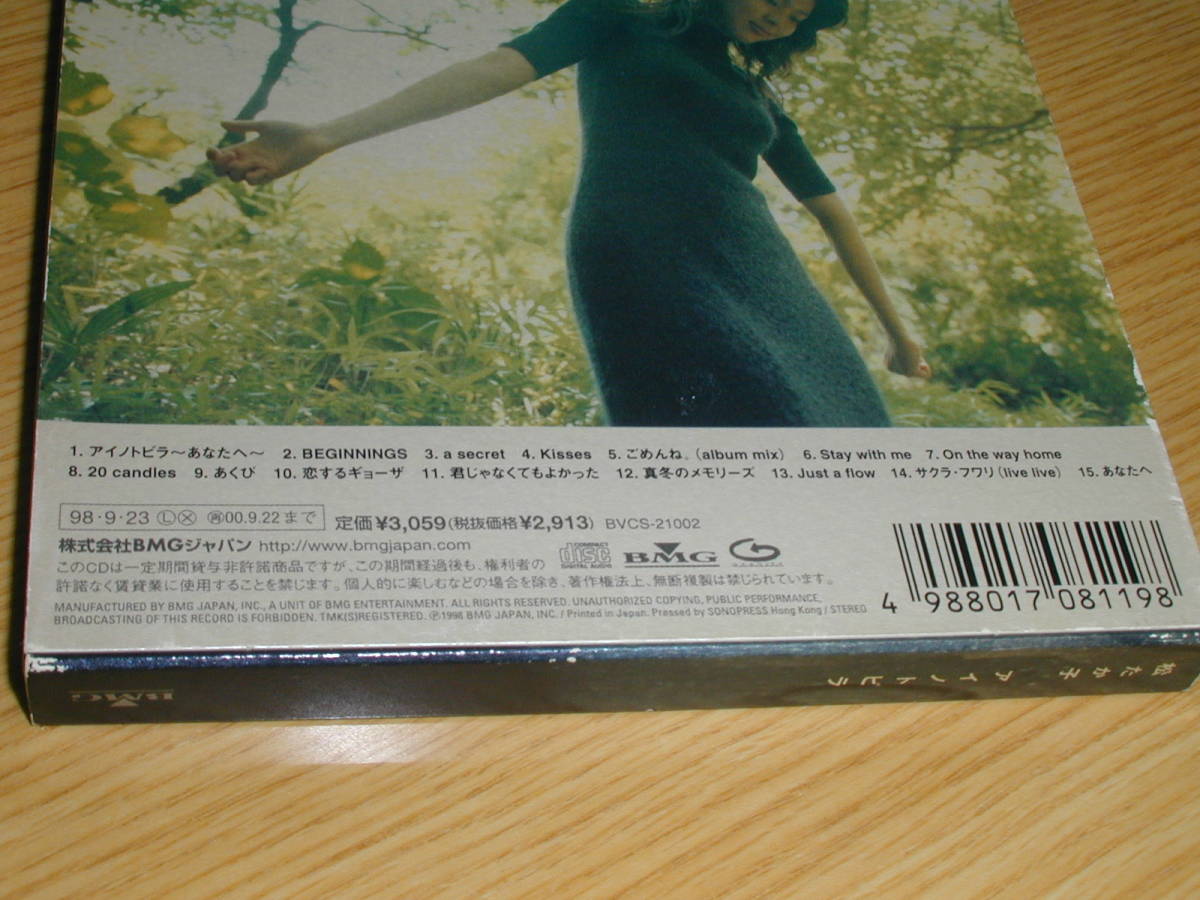 1. アイノトビラ〜あなたへ〜 2. BEGINNINGS 3. a secret 4. Kisses 5. ごめんね。(album mix) 6. Stay with me 7. On the way home
8. 20 candles 9. あくび 10. 恋するギョーザ 11. 君じゃなくてもよかった 12. 真冬のメモリーズ 13. Just a flow 14. サクラ・フワリ(live live) 15. あなたへ
98・9・23 Ⓛ Ⓧ ㊢00.9.22まで 定価¥3,059(税抜価格¥2,913) BVCS-21002
株式会社BMGジャパン http://www.bmgjapan.com
COMPACT disc DIGITAL AUDIO
BMG
このCDは一定期間貸与非許諾商品ですが、この期間経過後も、権利者の
許諾なく賃貸業に使用することを禁じます。個人的に楽しむなどの場合を除き、著作権法上、無断複製は禁じられています。
MANUFACTURED BY BMG JAPAN, INC., A UNIT OF BMG ENTERTAINMENT. ALL RIGHTS RESERVED. UNAUTHORIZED COPYING, PUBLIC PERFORMANCE,
BROADCASTING OF THIS RECORD IS FORBIDDEN. TMK(S)REGISTERED. ℗1998 BMG JAPAN, INC. / Printed in Japan. Pressed by SONOPRESS Hong Kong / STEREO
4 988017 081198
松たか子 アイノトビラ
BMG